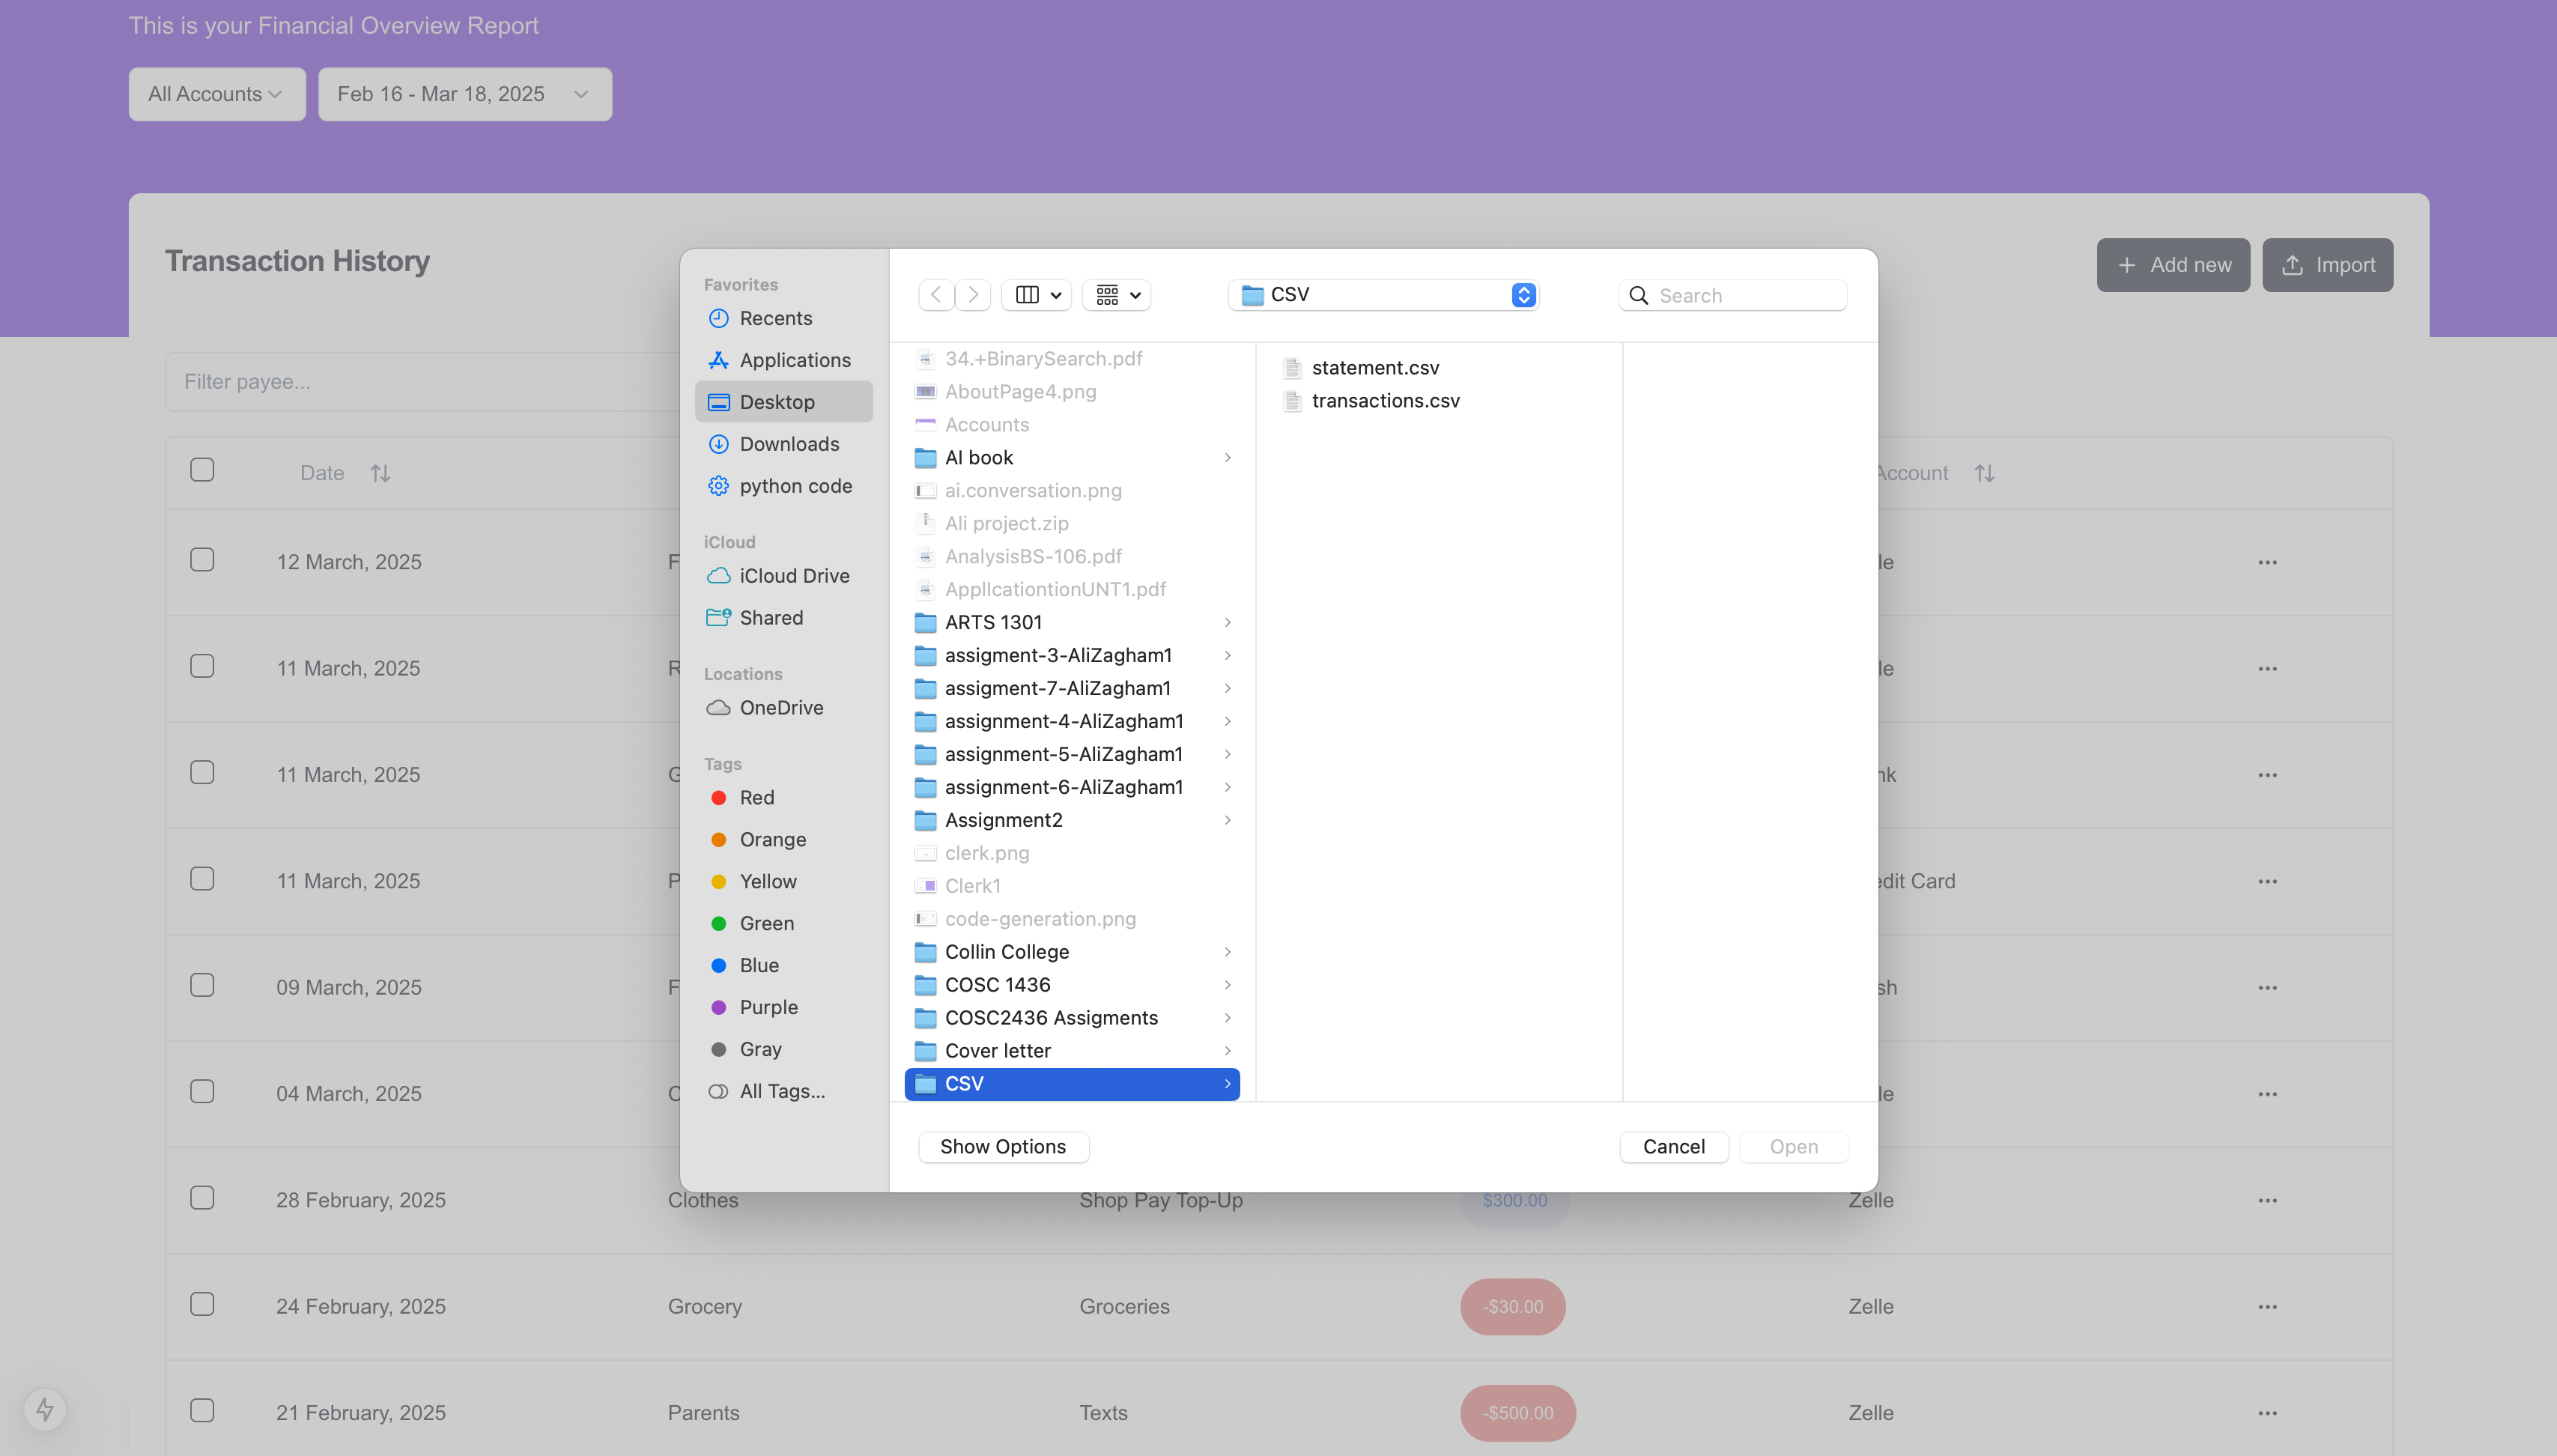 This is your Financial Overview Report
All Accounts
Feb 16 - Mar 18, 2025
Transaction History
Add new
Import
Filter payee...
Date
Account
12 March, 2025
11 March, 2025
11 March, 2025
11 March, 2025
edit Card
09 March, 2025
04 March, 2025
28 February, 2025
Clothes
Shop Pay Top-Up
$300.00
Zelle
24 February, 2025
Grocery
Groceries
-$30.00
Zelle
21 February, 2025
Parents
Texts
-$500.00
Zelle
Favorites
Recents
Applications
Desktop
Downloads
python code
iCloud
iCloud Drive
Shared
Locations
OneDrive
Tags
Red
Orange
Yellow
Green
Blue
Purple
Gray
All Tags...
CSV
Search
34.+BinarySearch.pdf
AboutPage4.png
Accounts
AI book
ai.conversation.png
Ali project.zip
AnalysisBS-106.pdf
ApplIcationtionUNT1.pdf
ARTS 1301
assigment-3-AliZagham1
assigment-7-AliZagham1
assignment-4-AliZagham1
assignment-5-AliZagham1
assignment-6-AliZagham1
Assignment2
clerk.png
Clerk1
code-generation.png
Collin College
COSC 1436
COSC2436 Assigments
Cover letter
CSV
statement.csv
transactions.csv
Show Options
Cancel
Open